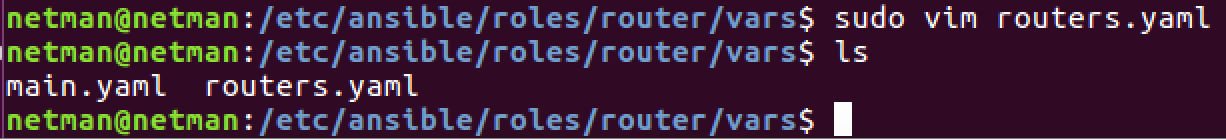 netman@netman:/etc/ansible/roles/router/vars$ sudo vim routers.yaml
netman@netman:/etc/ansible/roles/router/vars$ ls
main.yaml  routers.yaml
netman@netman:/etc/ansible/roles/router/vars$